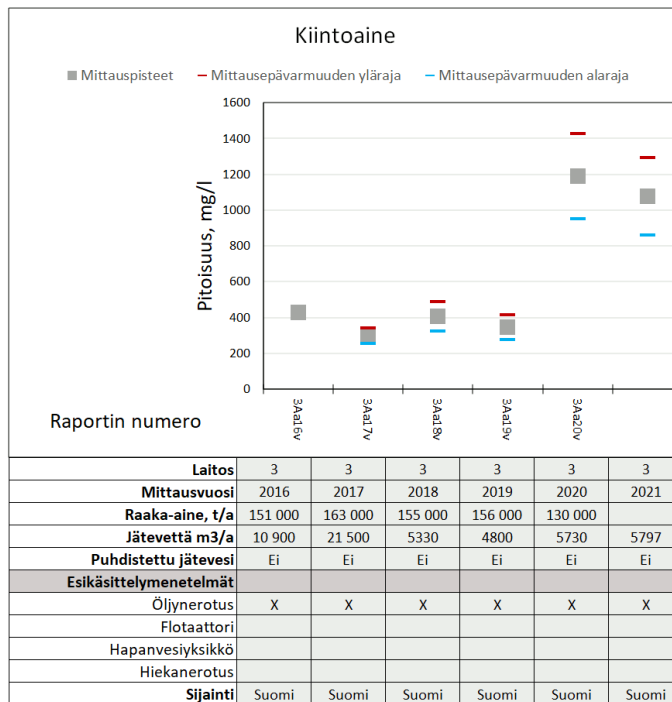 Kiintoaine
Mittauspisteet Mittausepävarmuuden yläraja Mittausepävarmuuden alaraja
Pitoisuus, mg/l
1600
1400
1200
1000
800
600
400
200
0
Raportin numero
3Aa16v 3Aa17v 3Aa18v 3Aa19v 3Aa20v
Laitos 3 3 3 3 3 3
Mittausvuosi 2016 2017 2018 2019 2020 2021
Raaka-aine, t/a 151 000 163 000 155 000 156 000 130 000
Jätevettä m3/a 10 900 21 500 5330 4800 5730 5797
Puhdistettu jätevesi Ei Ei Ei Ei Ei Ei
Esikäsittelymenetelmät
Öljynerotus X X X X X X
Flotaattori
Hapanvesiyksikkö
Hiekanerotus
Sijainti Suomi Suomi Suomi Suomi Suomi Suomi